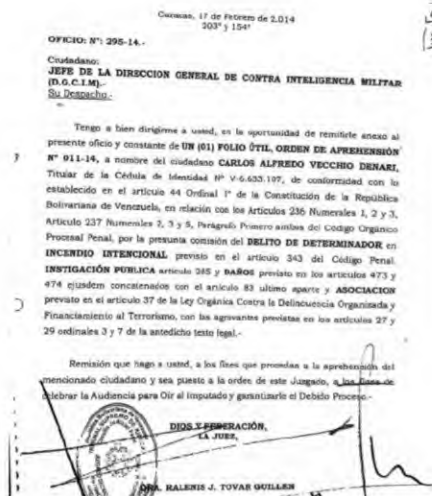 Caracas, 17 de Febrero de 2.014
203° y 154°
OFICIO: N°: 295-14.-
Ciudadano:
JEFE DE LA DIRECCION GENERAL DE CONTRA INTELIGENCIA MILITAR
(D.G.C.I.M).-
Su Despacho.-
Tengo a bien dirigirme a usted, es la oportunidad de remitirle anexo al
presente oficio y constante de UN (01) FOLIO ÚTIL, ORDEN DE APREHENSIÓN
N° 011-14, a nombre del ciudadano CARLOS ALFREDO VECCHIO DENARI,
Titular de la Cédula de Identidad N° V-6.633.197, de conformidad con lo
establecido en el artículo 44 Ordinal 1° de la Constitución de la República
Bolivariana de Venezuela, en relación con los Artículos 236 Numerales 1, 2 y 3,
Artículo 237 Numerales 2, 3 y 5, Parágrafo Primero ambos del Código Orgánico
Procesal Penal, por la presunta comisión del DELITO DE DETERMINADOR en
INCENDIO INTENCIONAL previsto en el artículo 343 del Código Penal.
INSTIGACIÓN PUBLICA articulo 285 y DAÑOS previsto en los artículos 473 y
474 ejusdem concatenados con el artículo 83 ultimo aparte y ASOCIACION
previsto en el artículo 37 de la Ley Orgánica Contra la Delincuencia Organizada y
Financiamiento al Terrorismo, con las agravantes previstas en los artículos 27 y
29 ordinales 3 y 7 de la antedicho texto legal.-
Remisión que hago a usted, a los fines que procedan a la aprehensión del
mencionado ciudadano y sea puesto a la orden de este Juzgado, a los fines de
celebrar la Audiencia para Oír al Imputado y garantizarle el Debido Proceso.-
DIOS Y FEDERACIÓN,
LA JUEZ,
DRA. RALENIS J. TOVAR GUILLEN